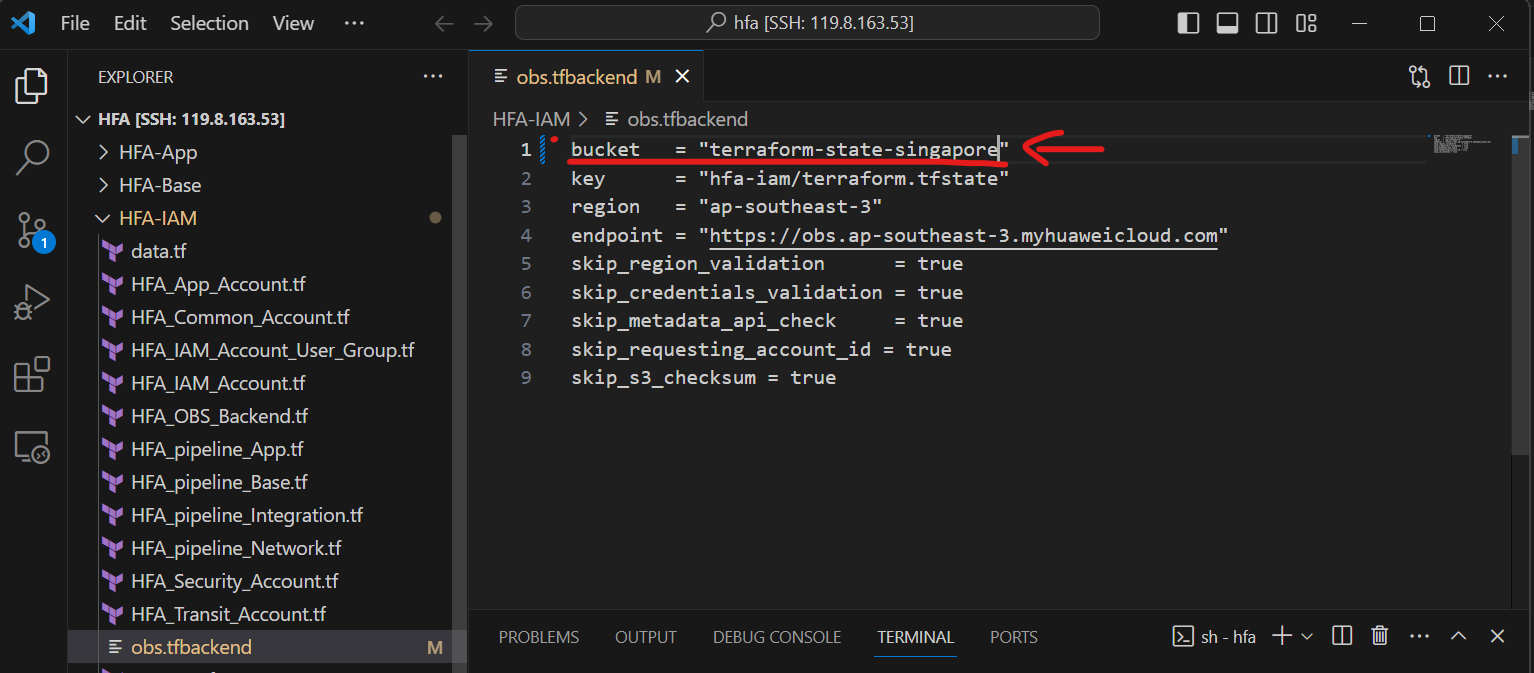 File Edit Selection View ··· hfa [SSH: 119.8.163.53]
EXPLORER ···
HFA [SSH: 119.8.163.53]
HFA-App
HFA-Base
HFA-IAM
data.tf
HFA_App_Account.tf
HFA_Common_Account.tf
HFA_IAM_Account_User_Group.tf
HFA_IAM_Account.tf
HFA_OBS_Backend.tf
HFA_pipeline_App.tf
HFA_pipeline_Base.tf
HFA_pipeline_Integration.tf
HFA_pipeline_Network.tf
HFA_Security_Account.tf
HFA_Transit_Account.tf
obs.tfbackend M
1
obs.tfbackend M
HFA-IAM > obs.tfbackend
1 bucket = "terraform-state-singapore"
2 key = "hfa-iam/terraform.tfstate"
3 region = "ap-southeast-3"
4 endpoint = "https://obs.ap-southeast-3.myhuaweicloud.com"
5 skip_region_validation = true
6 skip_credentials_validation = true
7 skip_metadata_api_check = true
8 skip_requesting_account_id = true
9 skip_s3_checksum = true
PROBLEMS OUTPUT DEBUG CONSOLE TERMINAL PORTS sh - hfa